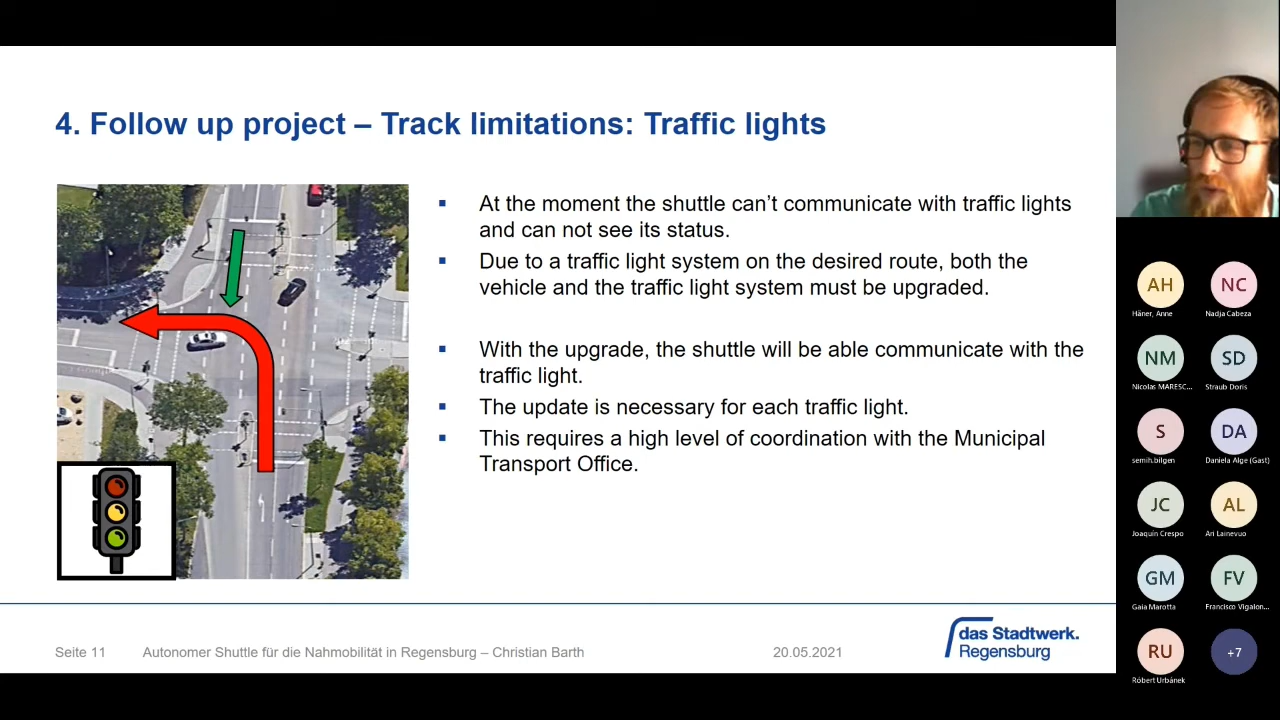 4. Follow up project – Track limitations: Traffic lights
▪ At the moment the shuttle can't communicate with traffic lights
and can not see its status.
▪ Due to a traffic light system on the desired route, both the
vehicle and the traffic light system must be upgraded.
▪ With the upgrade, the shuttle will be able communicate with the
traffic light.
▪ The update is necessary for each traffic light.
▪ This requires a high level of coordination with the Municipal
Transport Office.
Seite 11
Autonomer Shuttle für die Nahmobilität in Regensburg – Christian Barth
20.05.2021
das Stadtwerk.
Regensburg
AH
Häner, Anne
NC
Nadja Cabeza
NM
Nicolas MARESC...
SD
Straub Doris
S
semih.bilgen
DA
Daniela Alge (Gast)
JC
Joaquín Crespo
AL
Ari
GM
Gaia Marotta
FV
Francisco Vigalon...
RU
Róbert Urbánek
+7